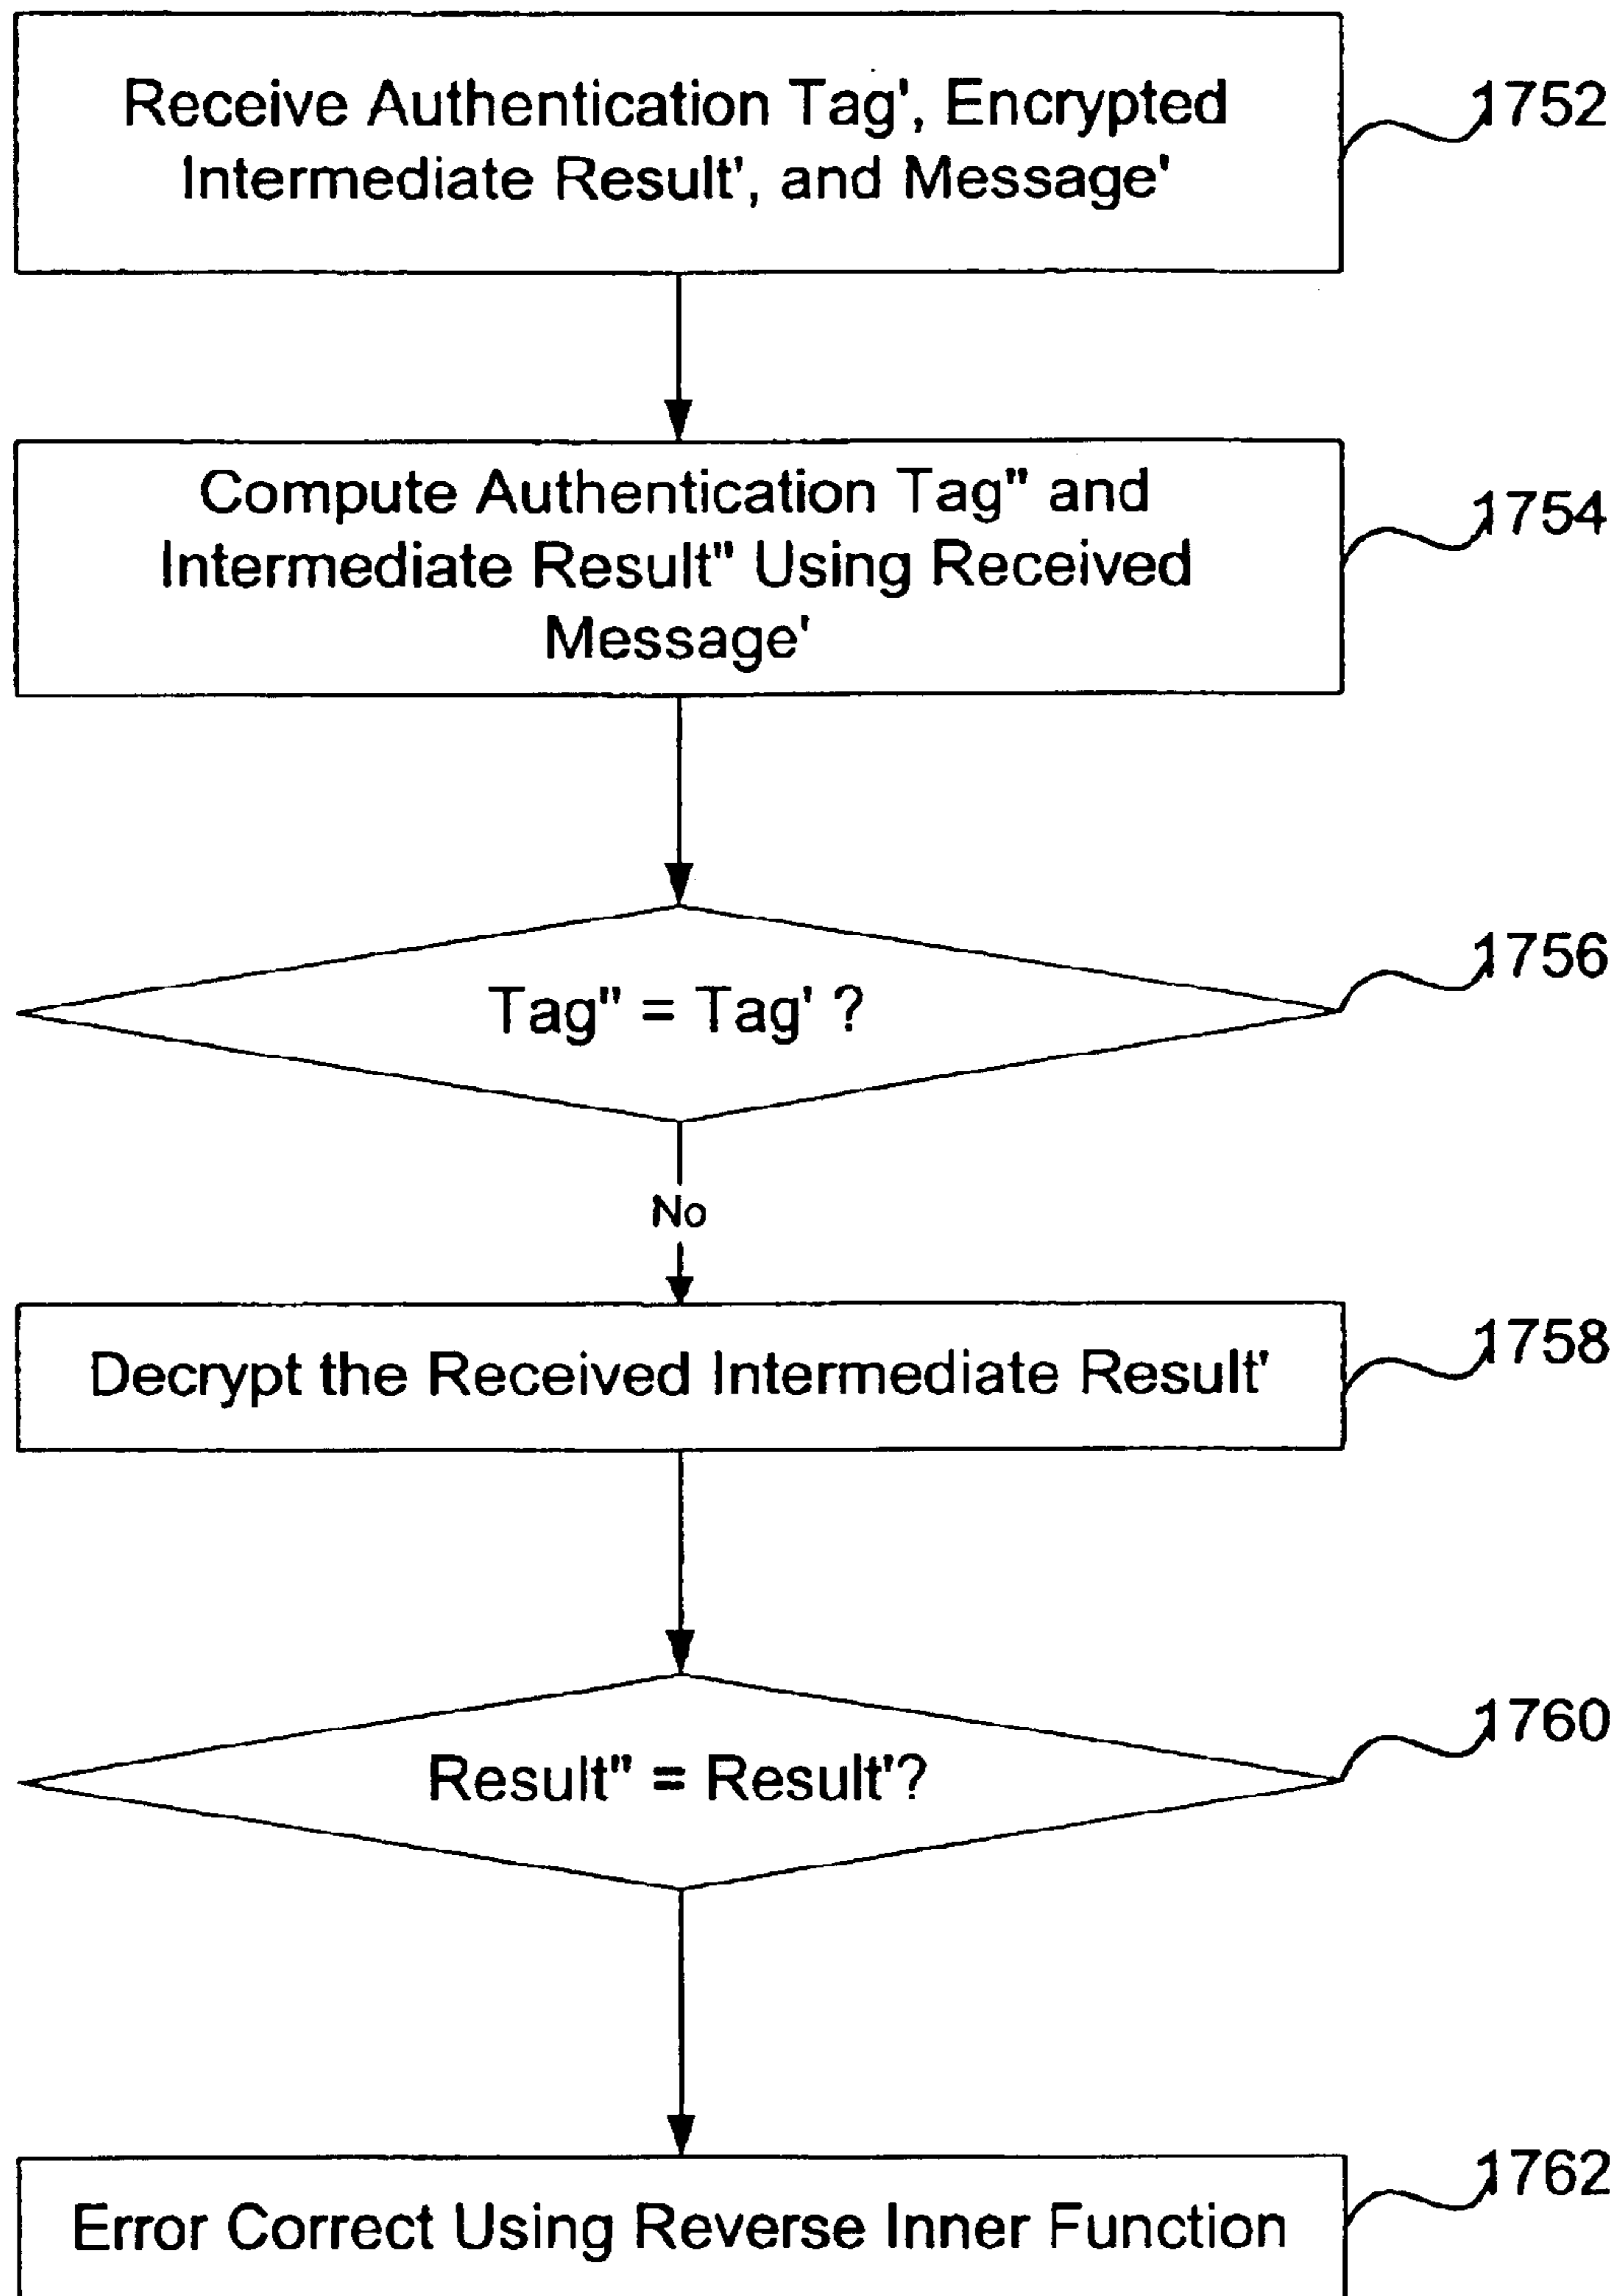 Receive Authentication Tag', Encrypted
Intermediate Result', and Message'
1752
Compute Authentication Tag" and
Intermediate Result" Using Received
Message'
1754
Tag" = Tag' ?
1756
No
Decrypt the Received Intermediate Result'
1758
Result" = Result'?
1760
Error Correct Using Reverse Inner Function
1762